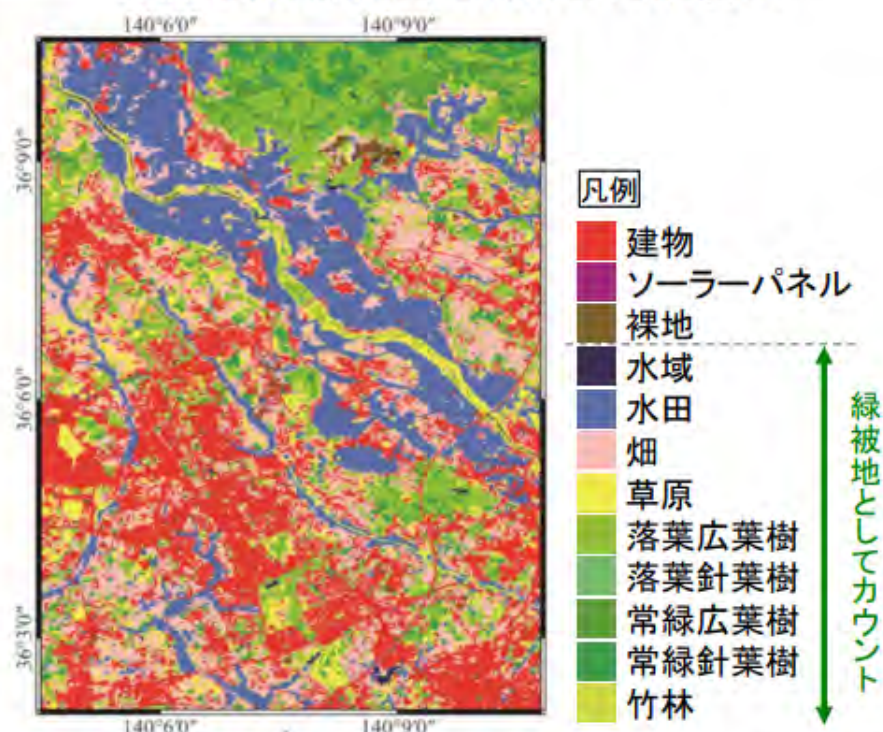 140°6'0" 140°9'0"
36°9'0"
36°6'0"
36°3'0"
140°6'0" 140°9'0"
凡例
建物
ソーラーパネル
裸地
水域
水田
畑
草原
落葉広葉樹
落葉針葉樹
常緑広葉樹
常緑針葉樹
竹林
緑被地としてカウント